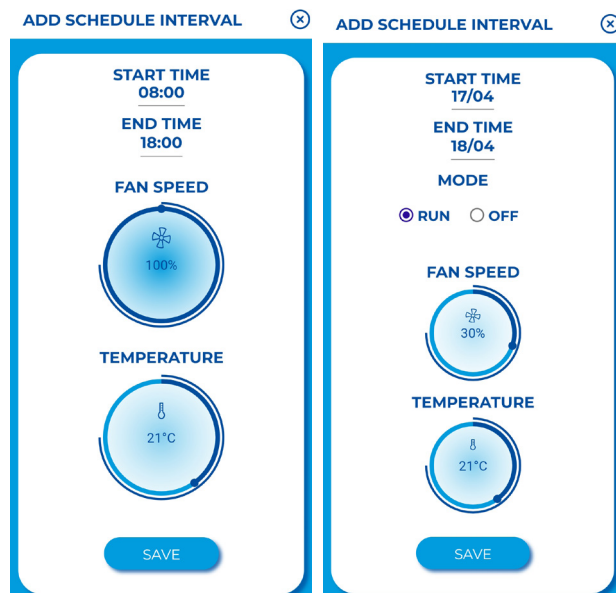 ADD SCHEDULE INTERVAL
START TIME
08:00
END TIME
18:00
FAN SPEED
100%
TEMPERATURE
21°C
SAVE
ADD SCHEDULE INTERVAL
START TIME
17/04
END TIME
18/04
MODE
RUN OFF
FAN SPEED
30%
TEMPERATURE
21°C
SAVE